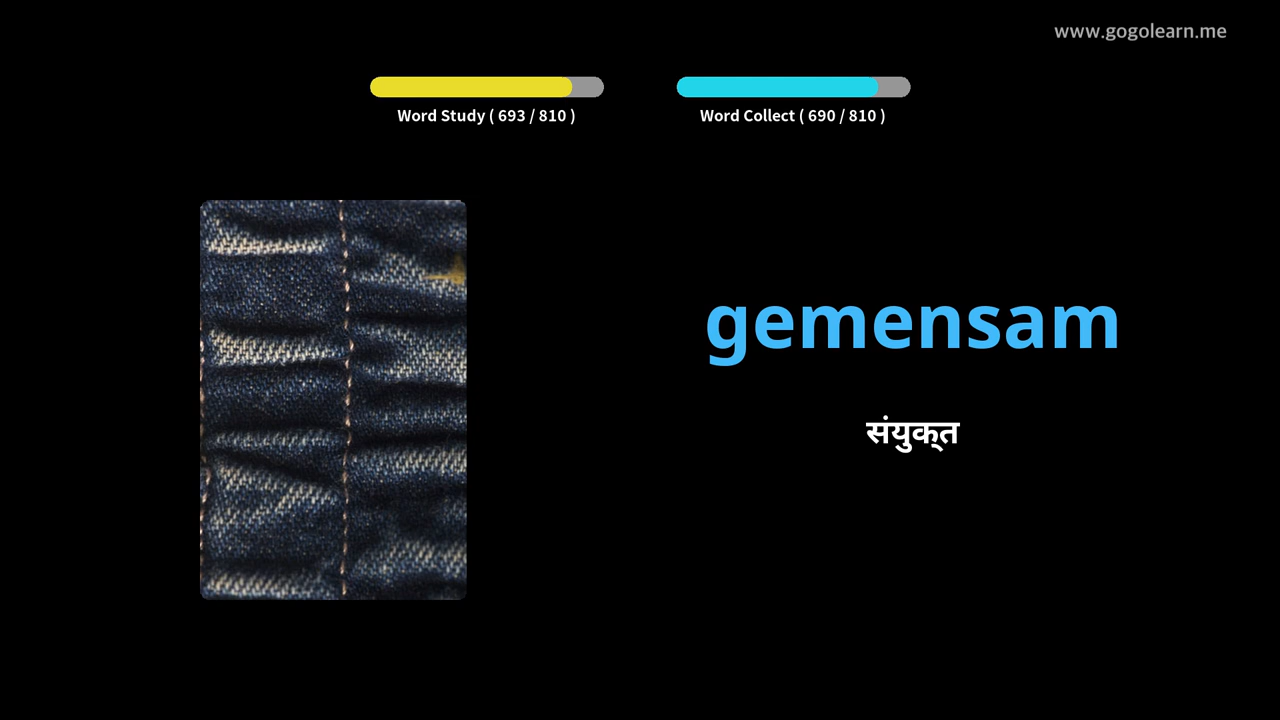 www.gogolearn.me
Word Study ( 693 / 810 )
Word Collect ( 690 / 810 )
gemensam
संयुक्त